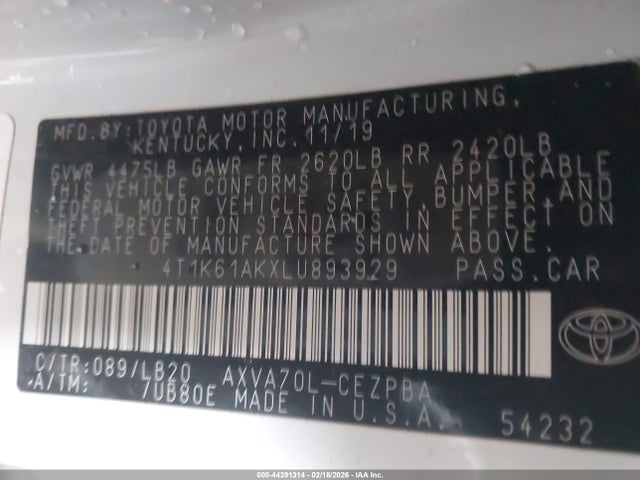 MFD.BY:TOYOTA MOTOR MANUFACTURING,
KENTUCKY,INC.11/19
GVWR 4475LB GAWR FR 2620LB RR 2420LB
THIS VEHICLE CONFORMS TO ALL APPLICABLE
FEDERAL MOTOR VEHICLE SAFETY,BUMPER,AND
THEFT PREVENTION STANDARDS IN EFFECT ON
THE DATE OF MANUFACTURE SHOWN ABOVE.
4T1K61AKXLU893929 PASS.CAR
C/TR:089/LB20 AXVA70L-CEZPBA
A/TM: 7UB80E MADE IN U.S.A. 54232
000-44391314 - 02/18/2026 - IAA Inc.